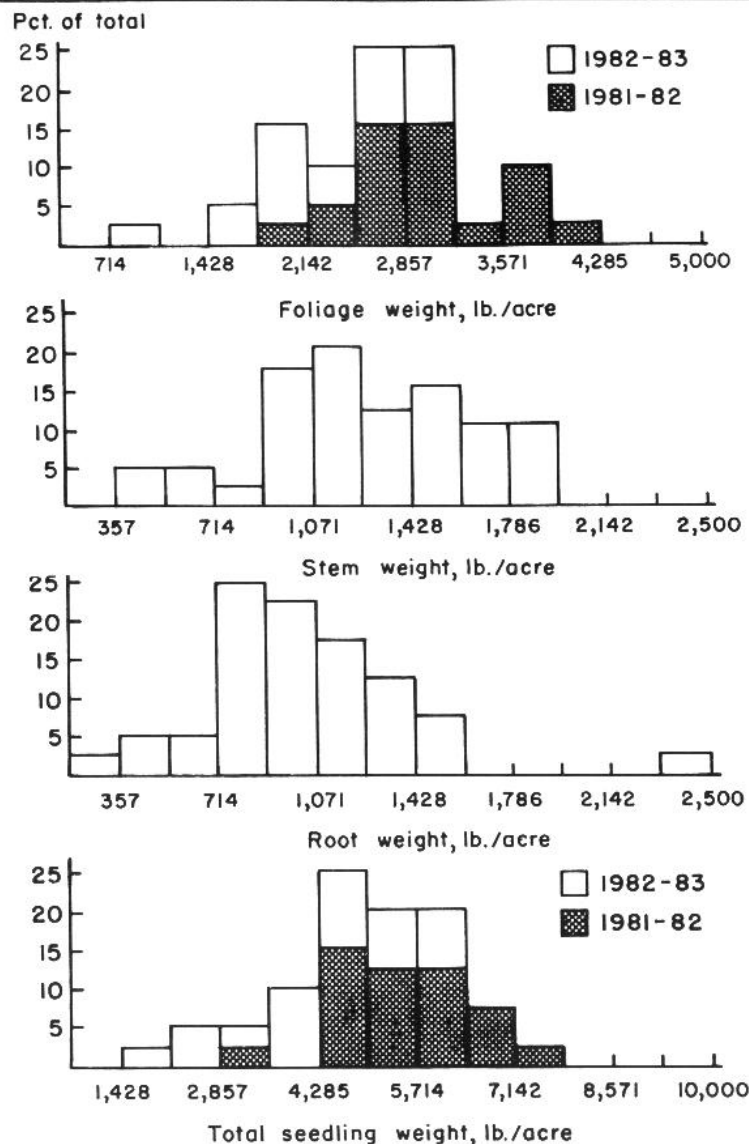 Pct. of total
25
20
15
10
5
1982-83
1981-82
714 1,428 2,142 2,857 3,571 4,285 5,000
Foliage weight, lb./acre
25
20
15
10
5
357 714 1,071 1,428 1,786 2,142 2,500
Stem weight, lb./acre
25
20
15
10
5
357 714 1,071 1,428 1,786 2,142 2,500
Root weight, lb./acre
25
20
15
10
5
1982-83
1981-82
1,428 2,857 4,285 5,714 7,142 8,571 10,000
Total seedling weight, lb./acre